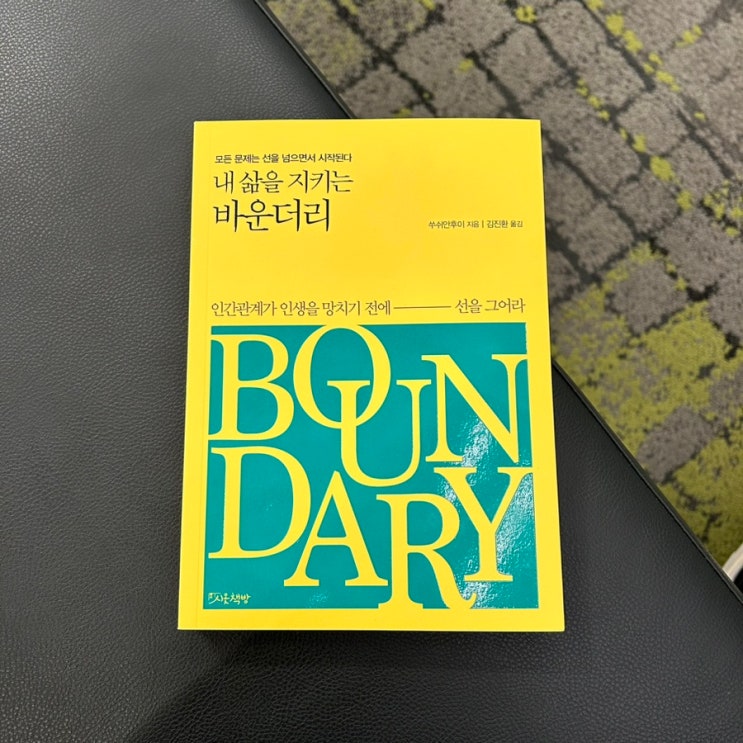 모든 문제는 선을 넘으면서 시작된다
내 삶을 지키는
바운더리
쑤쉬안후이 지음 | 김진환 옮김
인간관계가 인생을 망치기 전에 ── 선을 그어라
BOUN
DARY
시옷책방